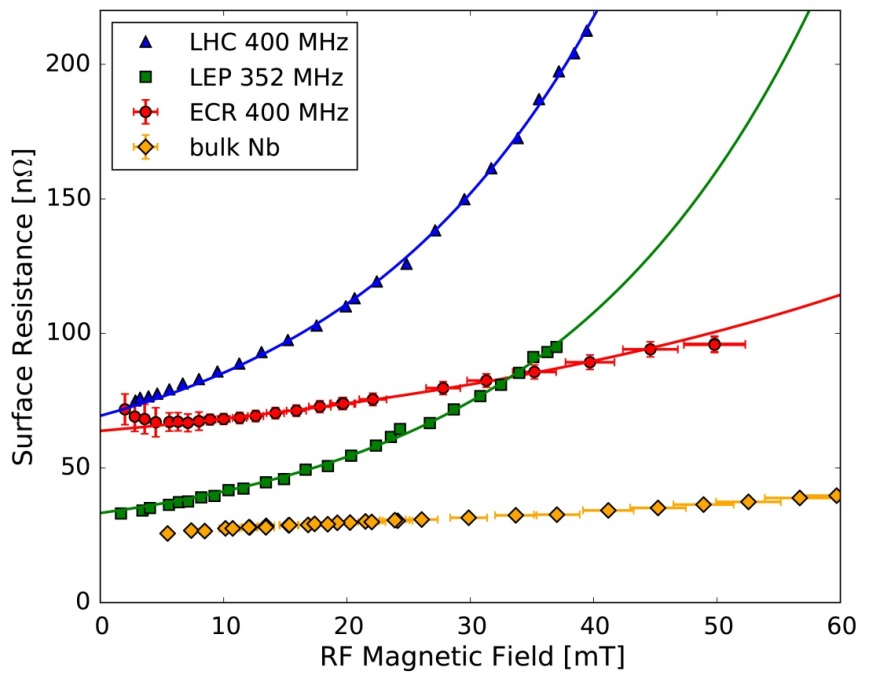 LHC 400 MHz
LEP 352 MHz
ECR 400 MHz
bulk Nb
Surface Resistance [nΩ]
200
150
100
50
0
0 10 20 30 40 50 60
RF Magnetic Field [mT]